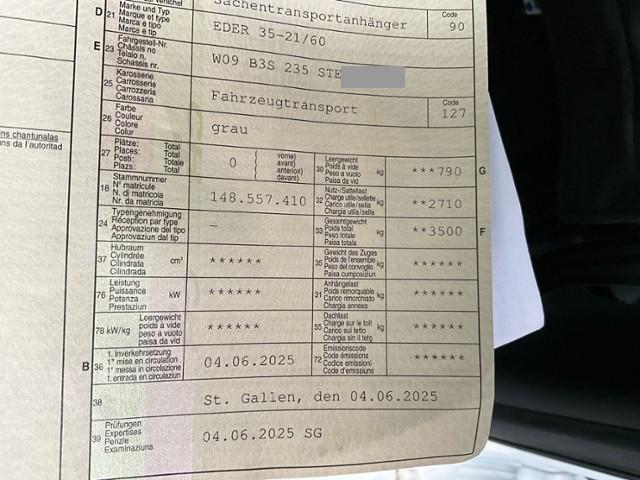 Sachentransportanhänger
Code
90
D 21 Marke und Typ
Marque et type
Marca e tipo
Marca e tip
EDER 35-21/60
E 23 Fahrgestell-Nr.
Châssis no
Telaio n.
Schassis nr.
W09 B3S 235 STE
25 Karosserie
Carrosserie
Carrozzeria
Carossaria
Fahrzeugtransport
Code
127
26 Farbe
Couleur
Colore
Colur
grau
ns chantunalas
ns da l'autoritad
27 Plätze: Total
Places: Total
Posti: Totale
Plazs: Total
0
vorne)
avant)
anteriori)
davant)
30 Leergewicht
Poids à vide
Peso a vuoto
Paisa da vid
kg
***790
G
18 Stammnummer
N° matricule
N. di matricola
Nr. da matricla
148.557.410
32 Nutz-/Sattellast
Charge utile/sellette
Carico utile/sella
Chargia utila/sella
kg
**2710
24 Typengenehmigung
Réception par type
Approvazione del tipo
Approvaziun dal tip
-
33 Gesamtgewicht
Poids total
Peso totale
Paisa totala
kg
**3500
F
37 Hubraum
Cylindrée
Cilindrata
Cilindrada
cm³
******
35 Gewicht des Zuges
Poids de l'ensemble
Peso del convoglio
Paisa cumposiziun
kg
******
76 Leistung
Puissance
Potenza
Prestaziun
kW
******
31 Anhängelast
Poids remorquable
Carico rimorchiato
Chargia annexa
kg
******
78 kW/kg
Leergewicht
poids à vide
peso a vuoto
paisa da vid
******
55 Dachlast
Charge sur le toit
Carico sul tetto
Chargia sin il tetg
kg
******
B 36 1. Inverkehrsetzung
1re mise en circulation
1a messa in circolazione
1. entrada en circulaziun
04.06.2025
72 Emissionscode
Code émissions
Codice emissioni
Code d'emissiuns
******
38
St. Gallen, den 04.06.2025
39 Prüfungen
Expertises
Perizie
Examinaziuns
04.06.2025 SG